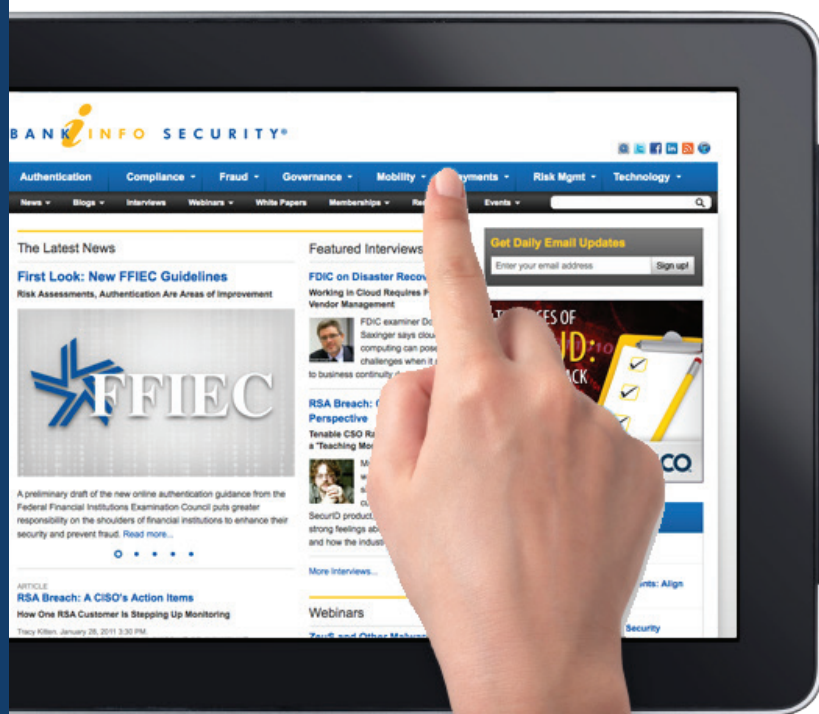 BANK INFO SECURITY®
Authentication Compliance Fraud Governance Mobility Payments Risk Mgmt Technology
News Blogs Interviews Webinars White Papers Memberships Events
The Latest News
First Look: New FFIEC Guidelines
Risk Assessments, Authentication Are Areas of Improvement
FFIEC
A preliminary draft of the new online authentication guidance from the
Federal Financial Institutions Examination Council puts greater
responsibility on the shoulders of financial institutions to enhance their
security and prevent fraud. Read more...
ARTICLE
RSA Breach: A CISO's Action Items
How One RSA Customer Is Stepping Up Monitoring
Tracy Kitten, January 28, 2011 3:30 PM
Featured Interviews
FDIC on Disaster
Working in Cloud Requires
Vendor Management
FDIC examiner
Saxinger says
computing can pose
challenges when it
to business continuity
RSA Breach:
Perspective
Tenable CSO
a 'Teaching
SecurID product,
strong feelings
and how the
More Interviews...
Webinars
ZeuS and Other
Get Daily Email Updates
Enter your email address Sign up!
OF
: Align
Security